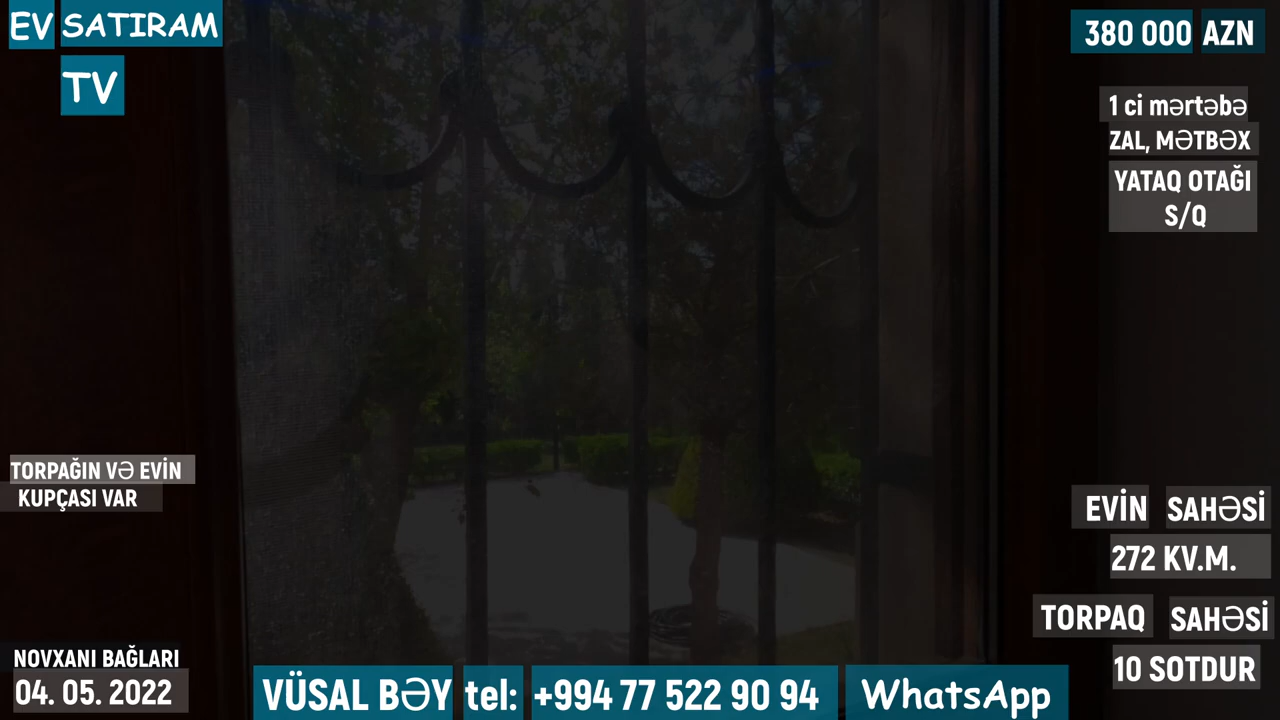 EV SATIRAM
TV
380 000 AZN
1 ci mərtəbə
ZAL, MƏTBƏX
YATAQ OTAĞI
S/Q
TORPAĞIN VƏ EVİN
KUPÇASI VAR
EVİN SAHƏSİ
272 KV.M.
TORPAQ SAHƏSİ
10 SOTDUR
NOVXANI BAĞLARI
04. 05. 2022
VÜSAL BƏY tel: +994 77 522 90 94 WhatsApp